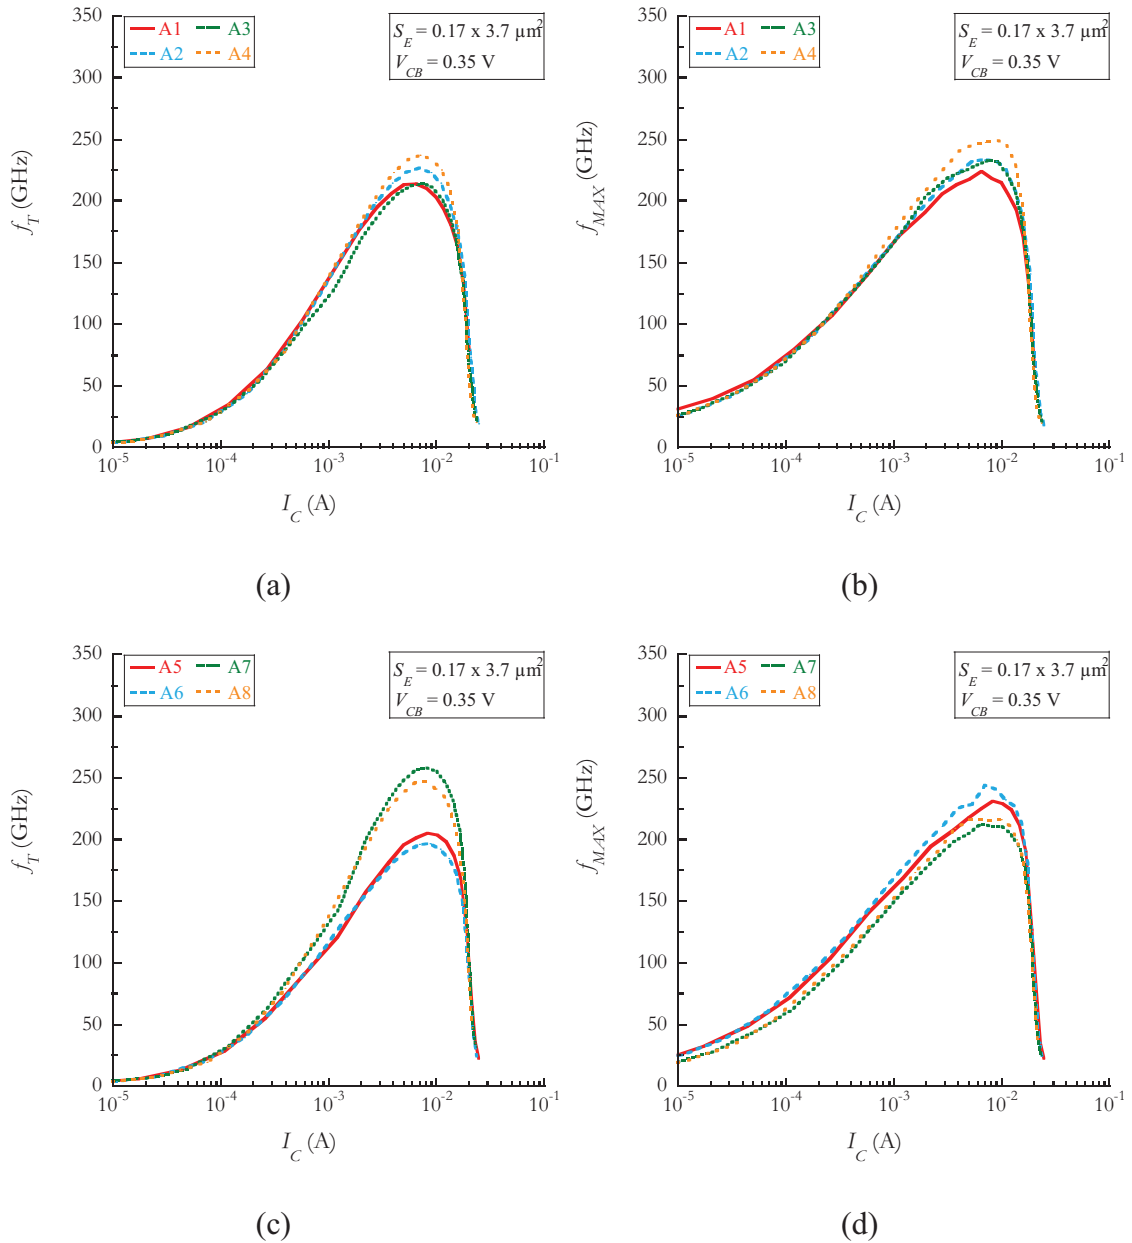 350
300
250
200
150
100
50
0
f_T (GHz)
A1 A3
A2 A4
S_E = 0.17 x 3.7 µm²
V_CB = 0.35 V
10⁻⁵ 10⁻⁴ 10⁻³ 10⁻² 10⁻¹
I_C (A)
(a)
350
300
250
200
150
100
50
0
f_MAX (GHz)
A1 A3
A2 A4
S_E = 0.17 x 3.7 µm²
V_CB = 0.35 V
10⁻⁵ 10⁻⁴ 10⁻³ 10⁻² 10⁻¹
I_C (A)
(b)
350
300
250
200
150
100
50
0
f_T (GHz)
A5 A7
A6 A8
S_E = 0.17 x 3.7 µm²
V_CB = 0.35 V
10⁻⁵ 10⁻⁴ 10⁻³ 10⁻² 10⁻¹
I_C (A)
(c)
350
300
250
200
150
100
50
0
f_MAX (GHz)
A5 A7
A6 A8
S_E = 0.17 x 3.7 µm²
V_CB = 0.35 V
10⁻⁵ 10⁻⁴ 10⁻³ 10⁻² 10⁻¹
I_C (A)
(d)